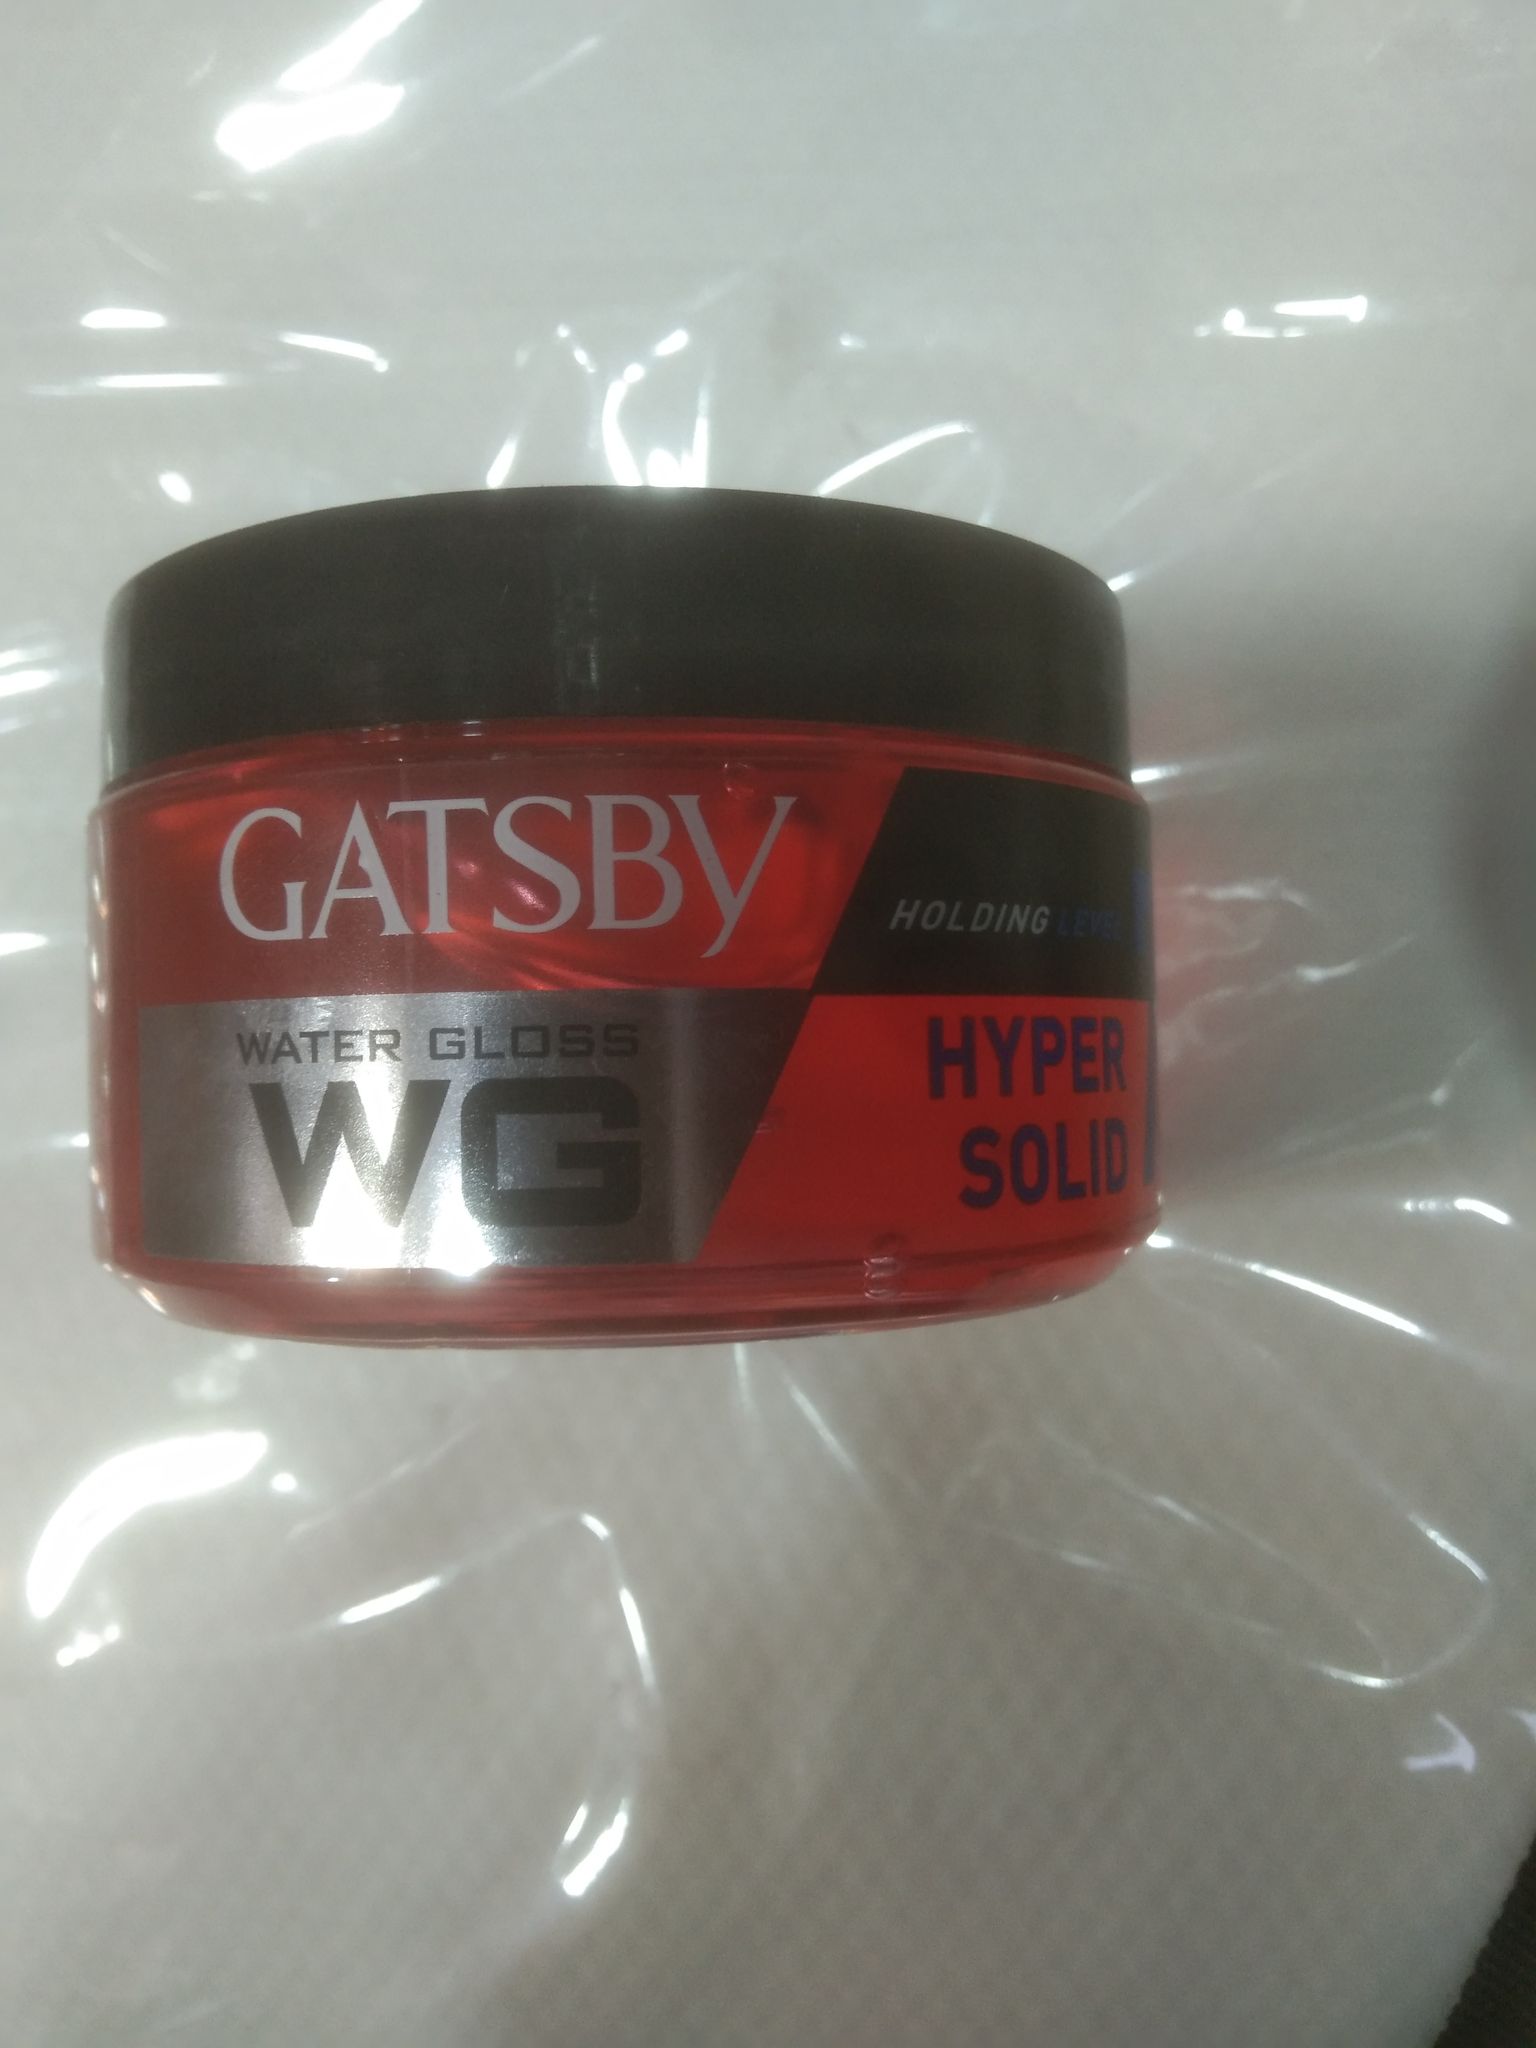 GATSBY
HOLDING LEVEL
WATER GLOSS
WG
HYPER
SOLID